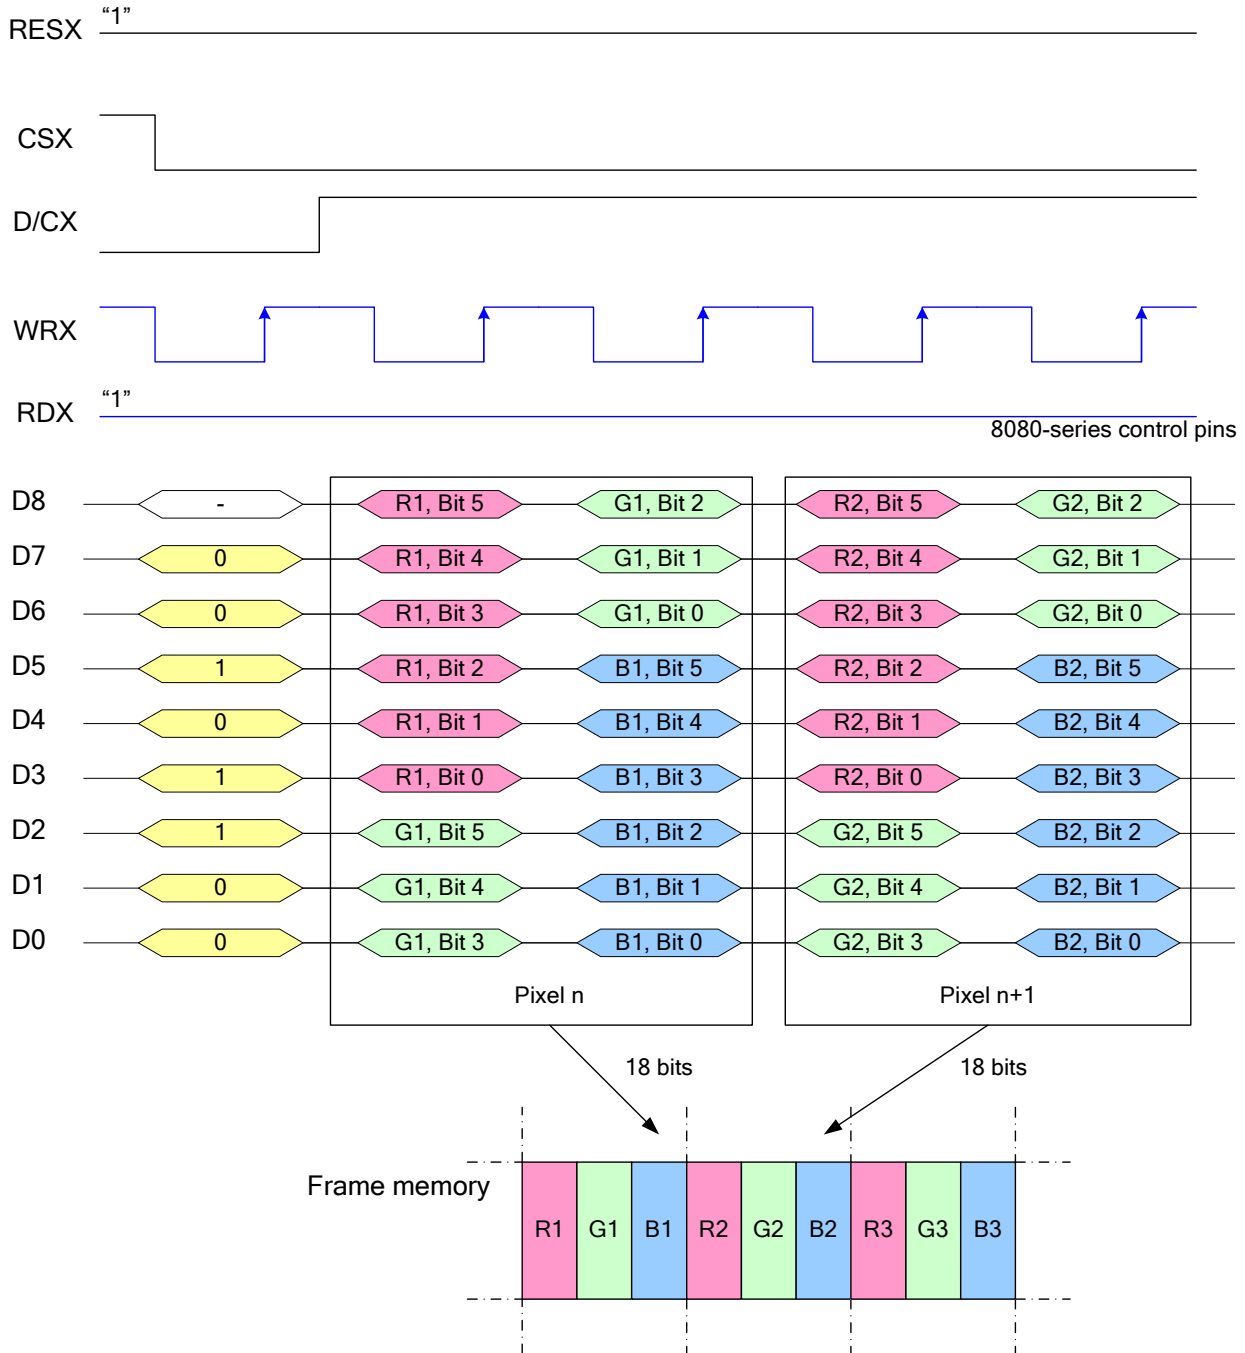 RESX “1”
CSX
D/CX
WRX
RDX “1”
8080-series control pins
D8 - R1, Bit 5 G1, Bit 2 R2, Bit 5 G2, Bit 2
D7 0 R1, Bit 4 G1, Bit 1 R2, Bit 4 G2, Bit 1
D6 0 R1, Bit 3 G1, Bit 0 R2, Bit 3 G2, Bit 0
D5 1 R1, Bit 2 B1, Bit 5 R2, Bit 2 B2, Bit 5
D4 0 R1, Bit 1 B1, Bit 4 R2, Bit 1 B2, Bit 4
D3 1 R1, Bit 0 B1, Bit 3 R2, Bit 0 B2, Bit 3
D2 1 G1, Bit 5 B1, Bit 2 G2, Bit 5 B2, Bit 2
D1 0 G1, Bit 4 B1, Bit 1 G2, Bit 4 B2, Bit 1
D0 0 G1, Bit 3 B1, Bit 0 G2, Bit 3 B2, Bit 0
Pixel n Pixel n+1
18 bits 18 bits
Frame memory
R1 G1 B1 R2 G2 B2 R3 G3 B3